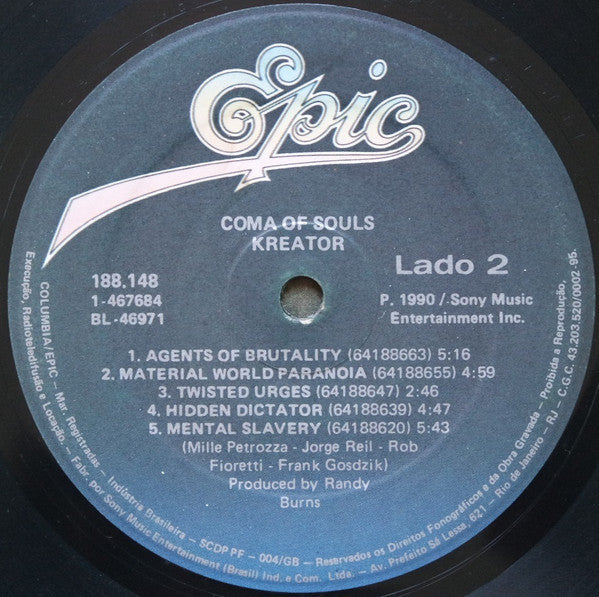 Epic
COMA OF SOULS
KREATOR
188.148
1-467684
BL-46971
Lado 2
P. 1990 / Sony Music
Entertainment Inc.
1. AGENTS OF BRUTALITY (64188663) 5:16
2. MATERIAL WORLD PARANOIA (64188655) 4:59
3. TWISTED URGES (64188647) 2:46
4. HIDDEN DICTATOR (64188639) 4:47
5. MENTAL SLAVERY (64188620) 5:43
(Mille Petrozza - Jorge Reil - Rob
Fioretti - Frank Gosdzik)
Produced by Randy
Burns
COLUMBIA/EPIC - Mar. Registradas - Indústria Brasileira - SCDP PF - 004/GB - Reservados os Direitos Fonográficos e da Obra Gravada - Proibida a Reprodução,
Execução, Radioteledifusão e Locação. - Fabr. por Sony Music Entertainment (Brasil) Ind. e Com. Ltda. - Av. Prefeito Sá Lessa, 621 - Rio de Janeiro - RJ - C.G.C. 43.203.520/0002-95.